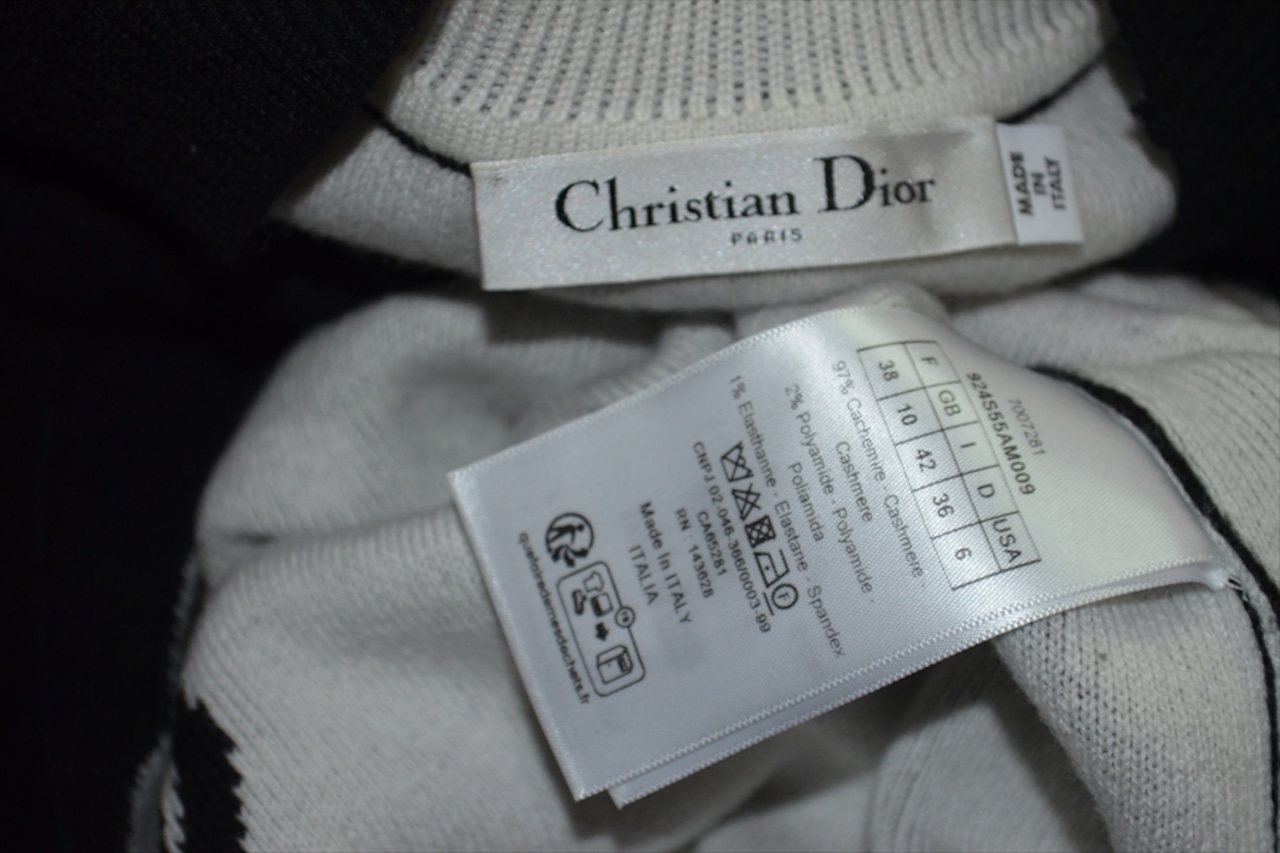 Christian Dior
PARIS
MADE
IN
ITALY
7007281
924S55AM009
F GB I D USA
38 10 42 36 6
97% Cachemire - Cashmere -
Cashmere
2% Polyamide - Polyamide -
Poliamida
1% Elasthanne - Elastane - Spandex
F
CNPJ 02.046.366/0003-99
CA65281
RN : 143628
Made In ITALY
ITALIA
quefairedemesdechets.fr